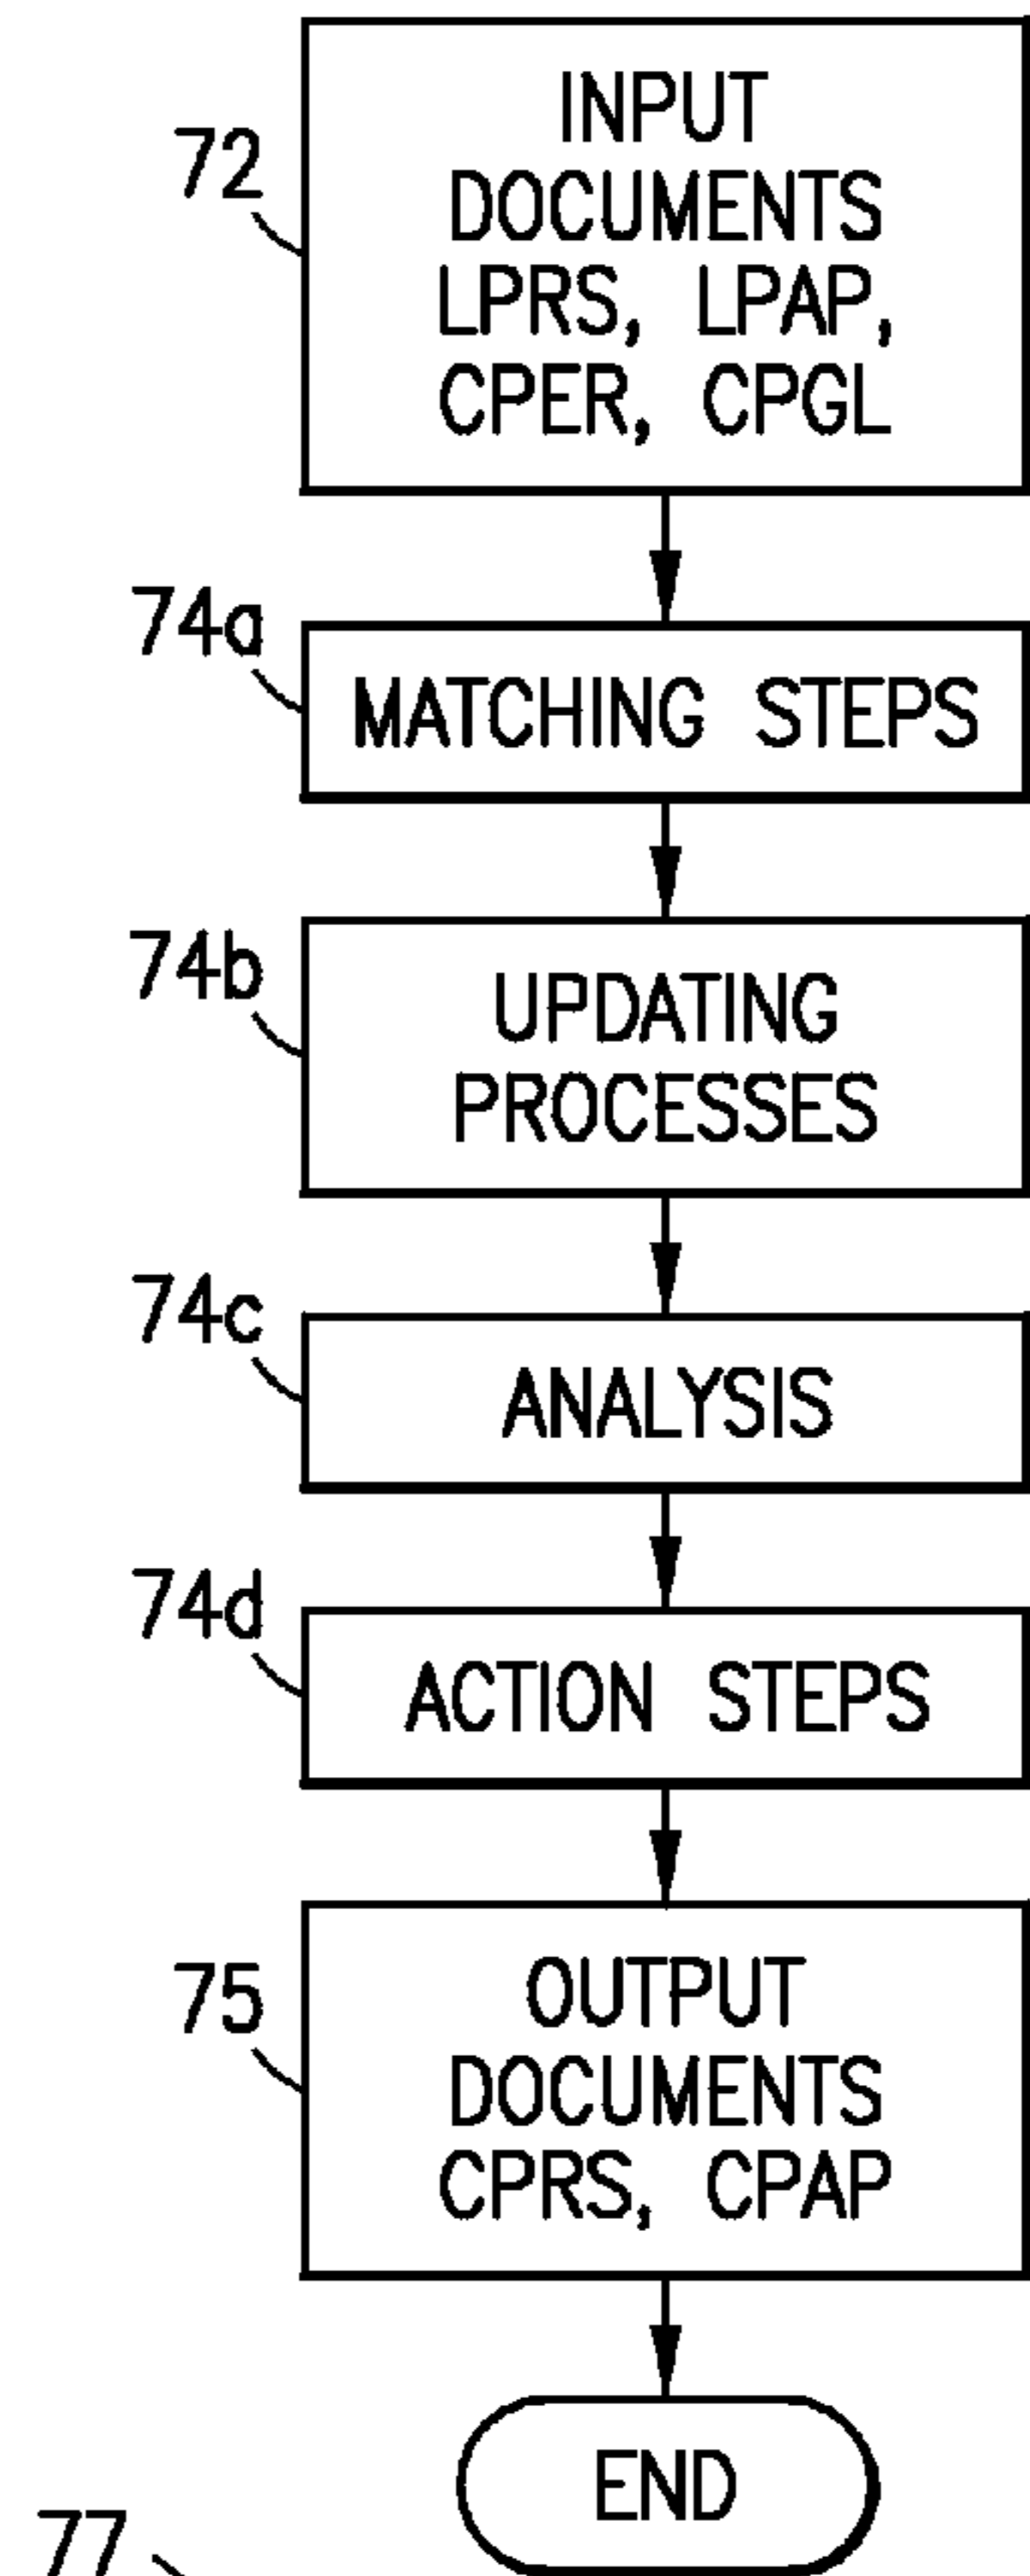 72
INPUT
DOCUMENTS
LPRS, LPAP,
CPER, CPGL
74a
MATCHING STEPS
74b
UPDATING
PROCESSES
74c
ANALYSIS
74d
ACTION STEPS
75
OUTPUT
DOCUMENTS
CPRS, CPAP
END
77